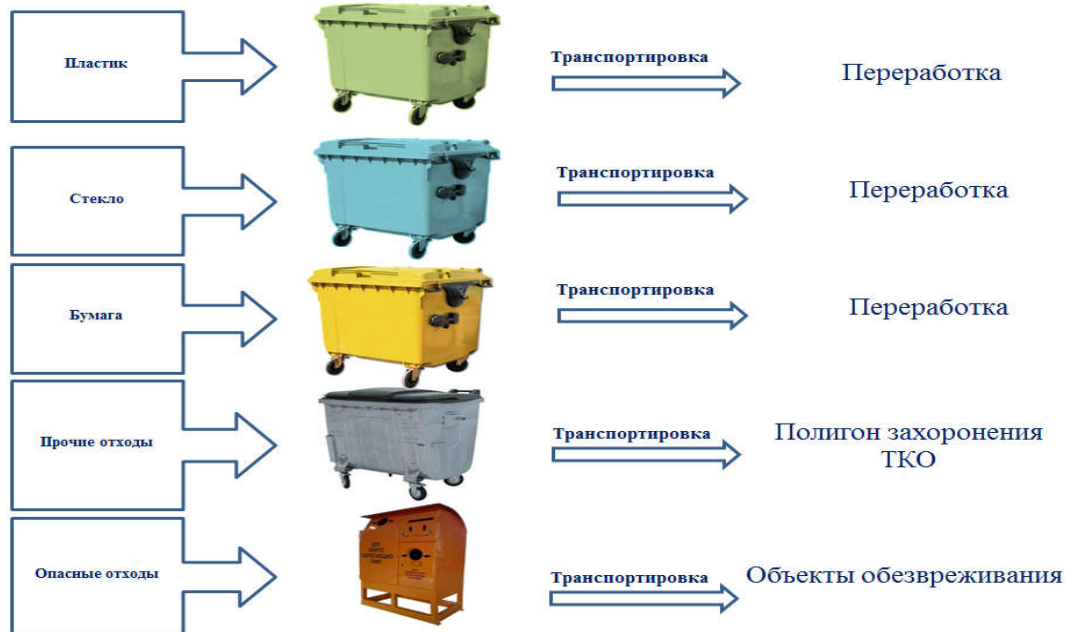 Пластик
Транспортировка
Переработка
Стекло
Транспортировка
Переработка
Бумага
Транспортировка
Переработка
Прочие отходы
Транспортировка
Полигон захоронения
ТКО
Опасные отходы
Транспортировка
Объекты обезвреживания